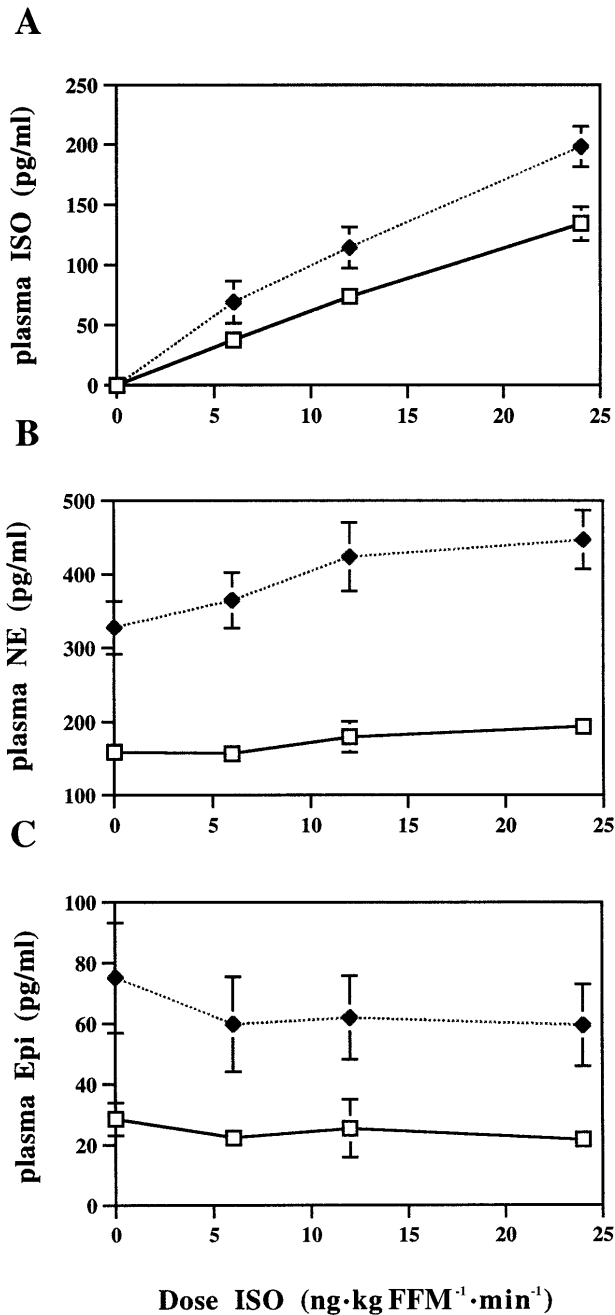 A
250
200
150
100
50
0
plasma ISO (pg/ml)
0 5 10 15 20 25
B
500
400
300
200
100
plasma NE (pg/ml)
0 5 10 15 20 25
C
100
80
60
40
20
0
plasma Epi (pg/ml)
0 5 10 15 20 25
Dose ISO (ng·kg FFM⁻¹·min⁻¹)